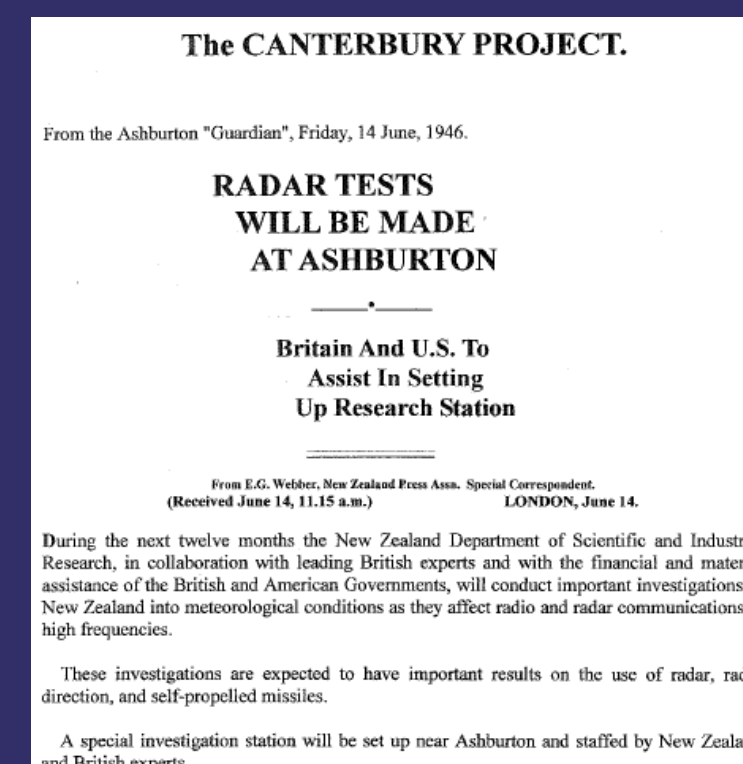 The CANTERBURY PROJECT.
From the Ashburton "Guardian", Friday, 14 June, 1946.
RADAR TESTS
WILL BE MADE
AT ASHBURTON
Britain And U.S. To
Assist In Setting
Up Research Station
From E.G. Webber, New Zealand Press Assn. Special Correspondent.
(Received June 14, 11.15 a.m.) LONDON, June 14.
During the next twelve months the New Zealand Department of Scientific and Industr
Research, in collaboration with leading British experts and with the financial and mater
assistance of the British and American Governments, will conduct important investigations
New Zealand into meteorological conditions as they affect radio and radar communications
high frequencies.
These investigations are expected to have important results on the use of radar, rad
direction, and self-propelled missiles.
A special investigation station will be set up near Ashburton and staffed by New Zeala
and British experts